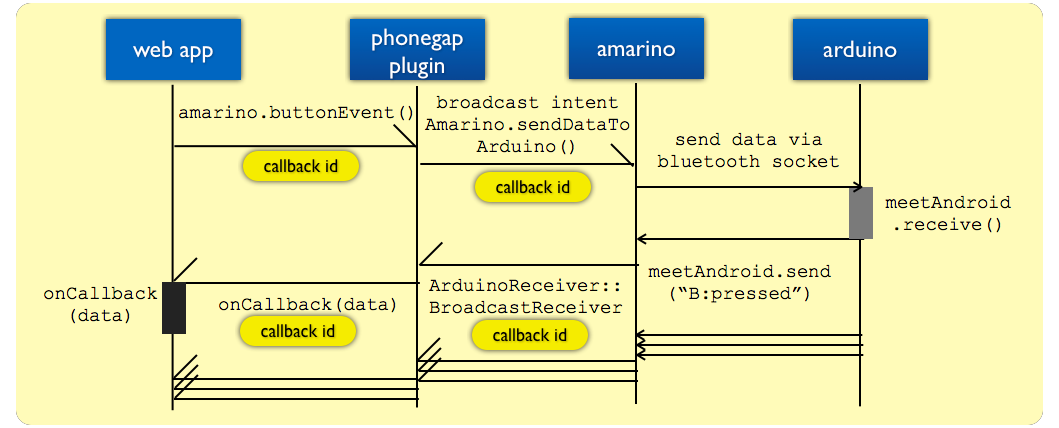 web app
phonegap
plugin
amarino
arduino
amarino.buttonEvent()
callback id
broadcast intent
Amarino.sendDataTo
Arduino()
callback id
send data via
bluetooth socket
meetAndroid
.receive()
meetAndroid.send
(“B:pressed”)
ArduinoReceiver::
BroadcastReceiver
callback id
onCallback(data)
callback id
onCallback
(data)